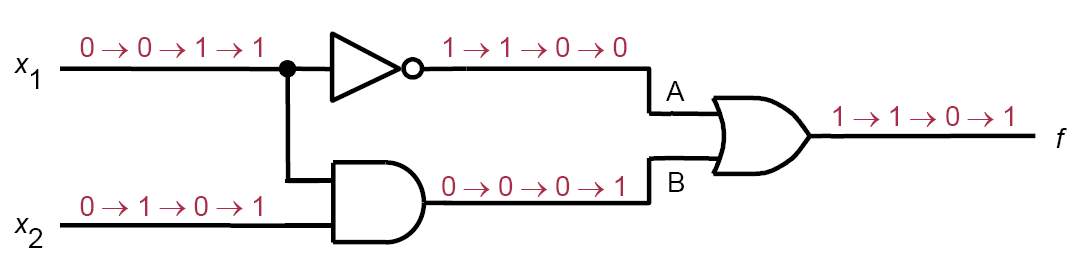 0 → 0 → 1 → 1
1 → 1 → 0 → 0
x1
A
1 → 1 → 0 → 1
f
B
0 → 0 → 0 → 1
0 → 1 → 0 → 1
x2